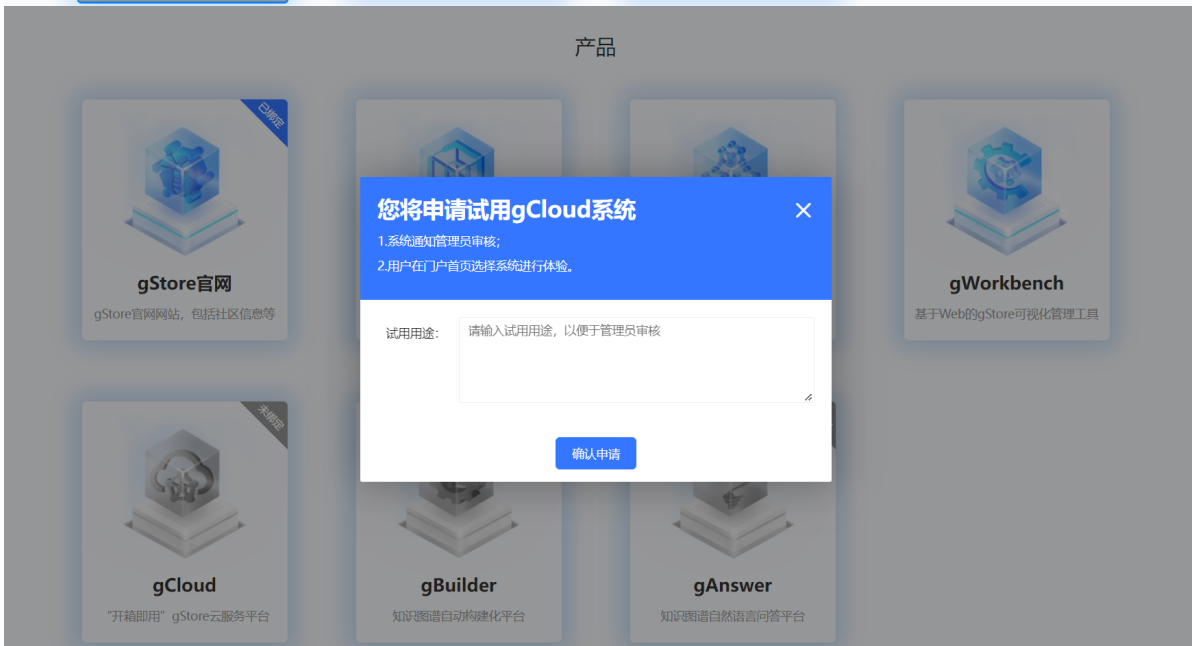 产品
已绑定
您将申请试用gCloud系统
1.系统通知管理员审核;
2.用户在门户首页选择系统进行体验。
gStore官网
gStore官网网站，包括社区信息等
gWorkbench
基于Web的gStore可视化管理工具
试用用途:
请输入试用用途，以便于管理员审核
确认申请
未绑定
gCloud
“开箱即用”gStore云服务平台
gBuilder
知识图谱自动构建化平台
gAnswer
知识图谱自然语言问答平台